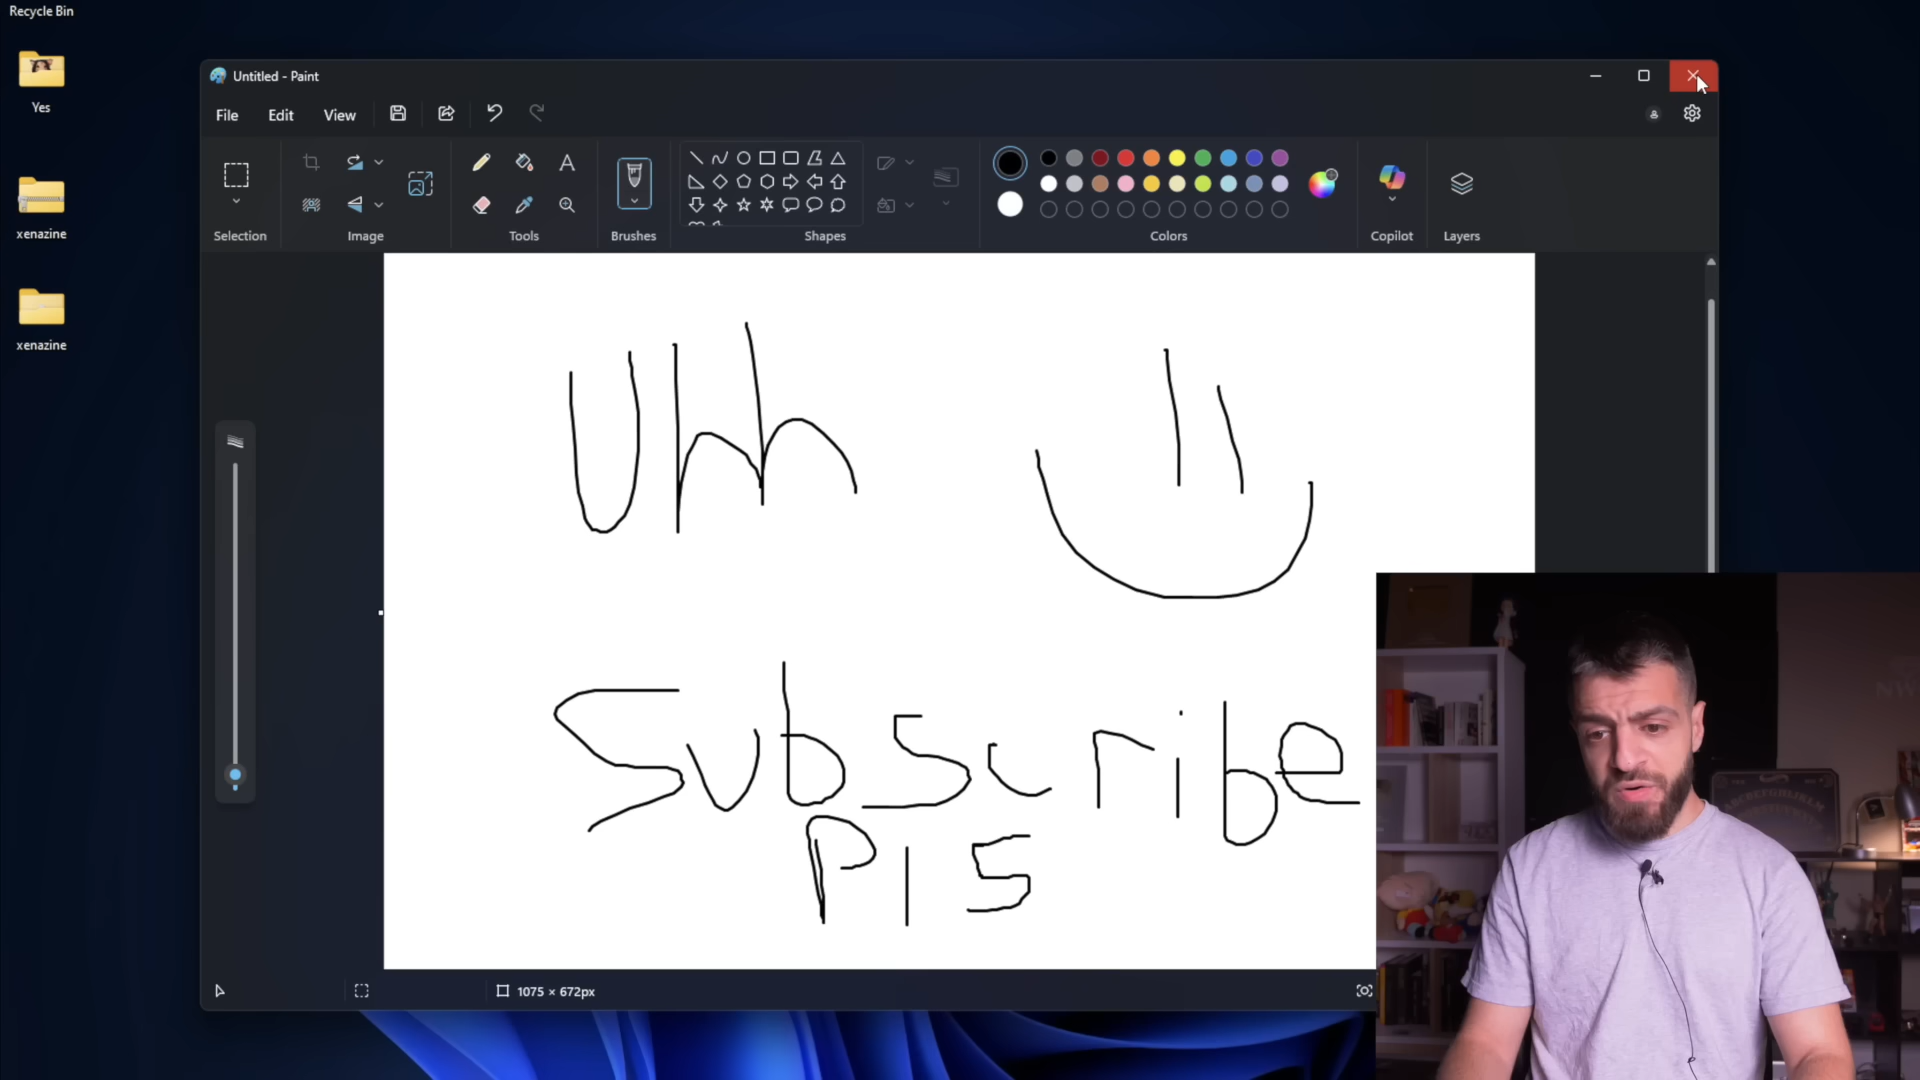 Recycle Bin
Yes
xenazine
xenazine
Untitled - Paint
File Edit View
Selection Image Tools Brushes Shapes Colors Copilot Layers
Uhh
Subscribe
Pls
1075 × 672px